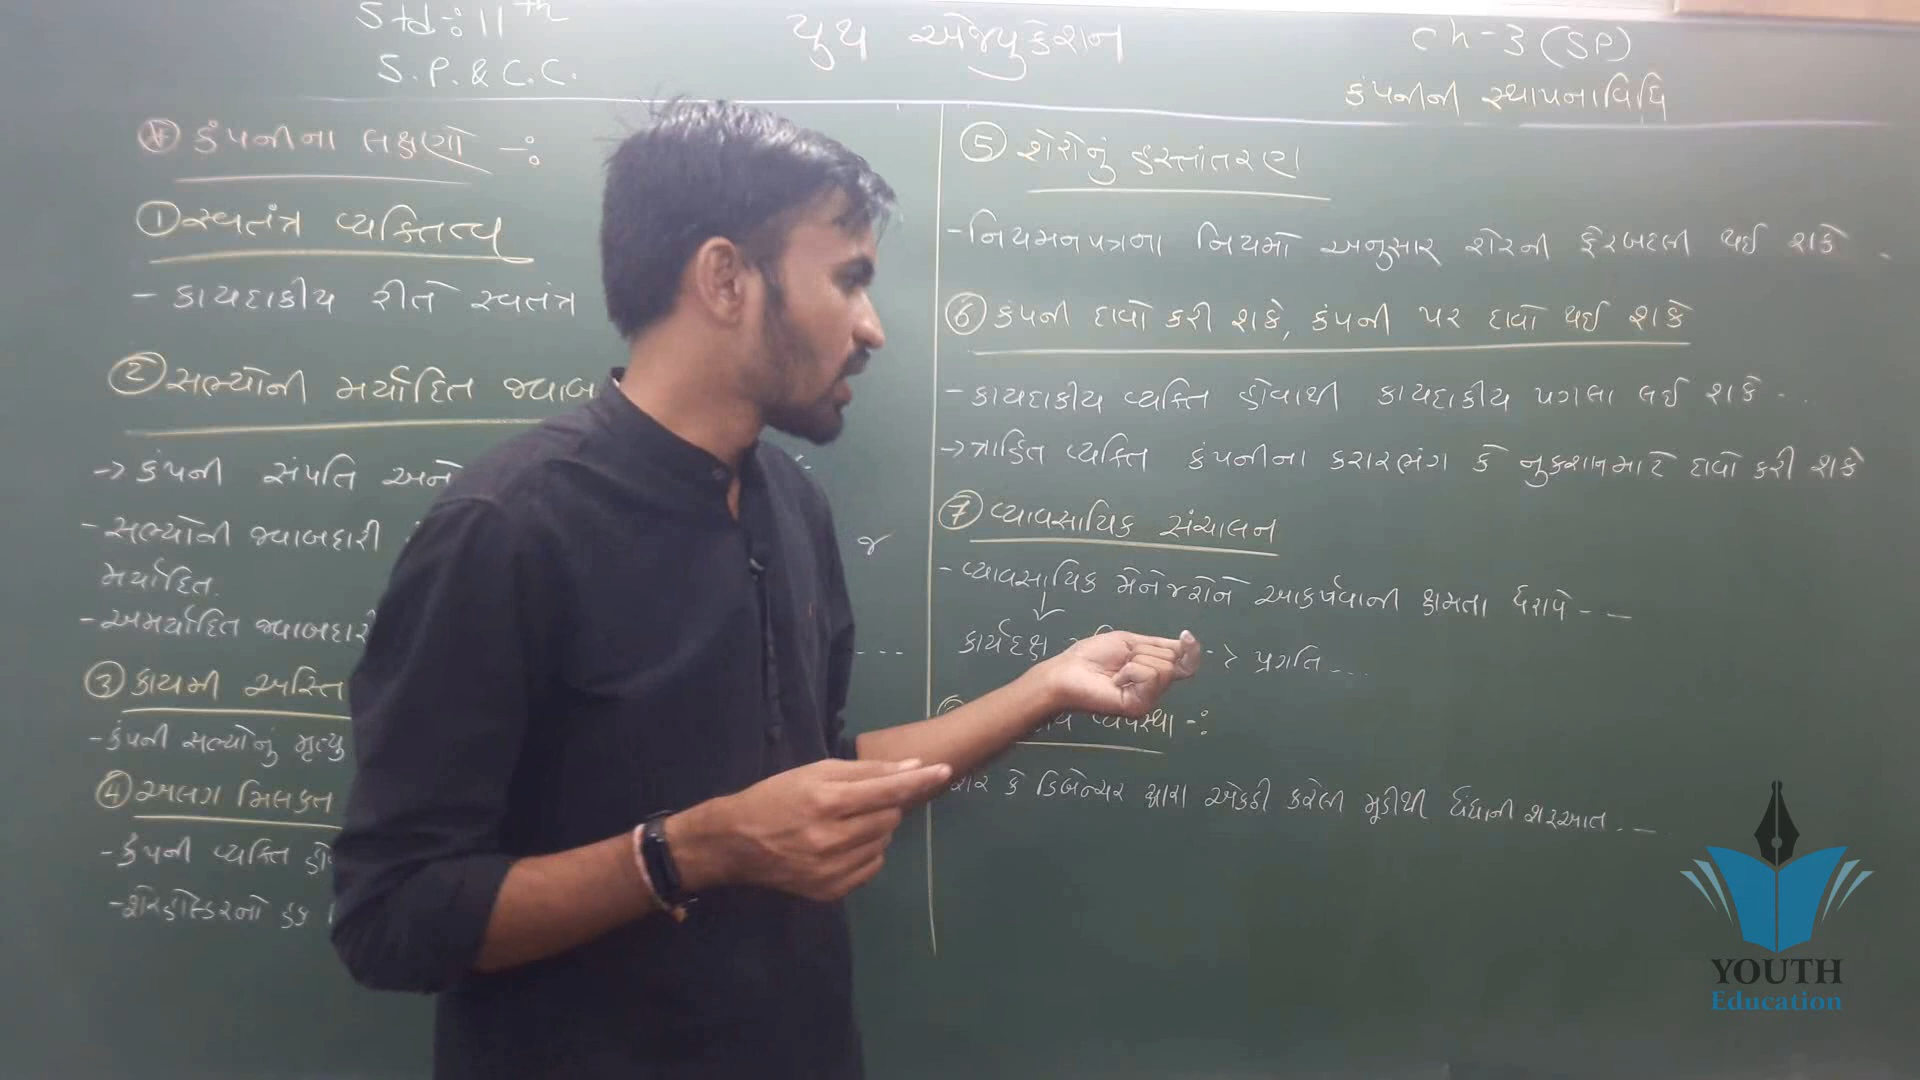 Std:- 11th
S.P. & C.C.
યુથ એજ્યુકેશન
Ch-3 (SP)
કંપનીની સ્થાપનાવિધિ
* કંપનીના લક્ષણો -:
① સ્વતંત્ર વ્યક્તિત્વ
- કાયદાકીય રીતે સ્વતંત્ર
② સભ્યોની મર્યાદિત જવાબ
→ કંપની સંપતિ અને
- સભ્યોની જવાબદારી જ
મર્યાદિત.
- અમર્યાદિત જવાબદારી ---
③ કાયમી અસ્તિ
- કંપની સભ્યોનું મૃત્યુ
④ અલગ મિલકત
- કંપની વ્યક્તિ હો
- શેરહોલ્ડરનો હક
⑤ શેરોનું હસ્તાંતરણ
- નિયમનપત્રના નિયમો અનુસાર શેરની ફેરબદલી થઈ શકે .
⑥ કંપની દાવો કરી શકે, કંપની પર દાવો થઈ શકે
- કાયદાકીય વ્યક્તિ હોવાથી કાયદાકીય પગલા લઈ શકે ...
→ ત્રાહિત વ્યક્તિ કંપનીના કરારભંગ કે નુકશાન માટે દાવો કરી શકે
⑦ વ્યાવસાયિક સંચાલન
- વ્યાવસાયિક મેનેજરોને આકર્ષવાની ક્ષમતા ધરાવે - -
↓
કાર્યદક્ષ -> પ્રગતિ...
વ્યવસ્થા -:
શેર કે ડિબેન્ચર દ્વારા એકઠી કરેલી મૂડીથી ધંધાની શરૂઆત . -
YOUTH
Education